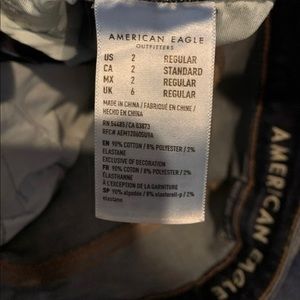 AMERICAN EAGLE
OUTFITTERS
US 2 REGULAR
CA 2 STANDARD
MX 2 REGULAR
UK 6 REGULAR
MADE IN CHINA / FABRIQUÉ EN CHINE /
HECHO EN CHINA
RN 54485/CA 03873
EN 90% COTTON / 8% POLYESTER / 2%
ELASTANE
EXCLUSIVE OF DECORATION
FR 90% COTON / 8% POLYESTER / 2%
ÉLASTHANNE
À L'EXCEPTION DE LA GARNITURE
SP 90% algodón / 8% / 2%
elastano
AMERICAN EAGLE